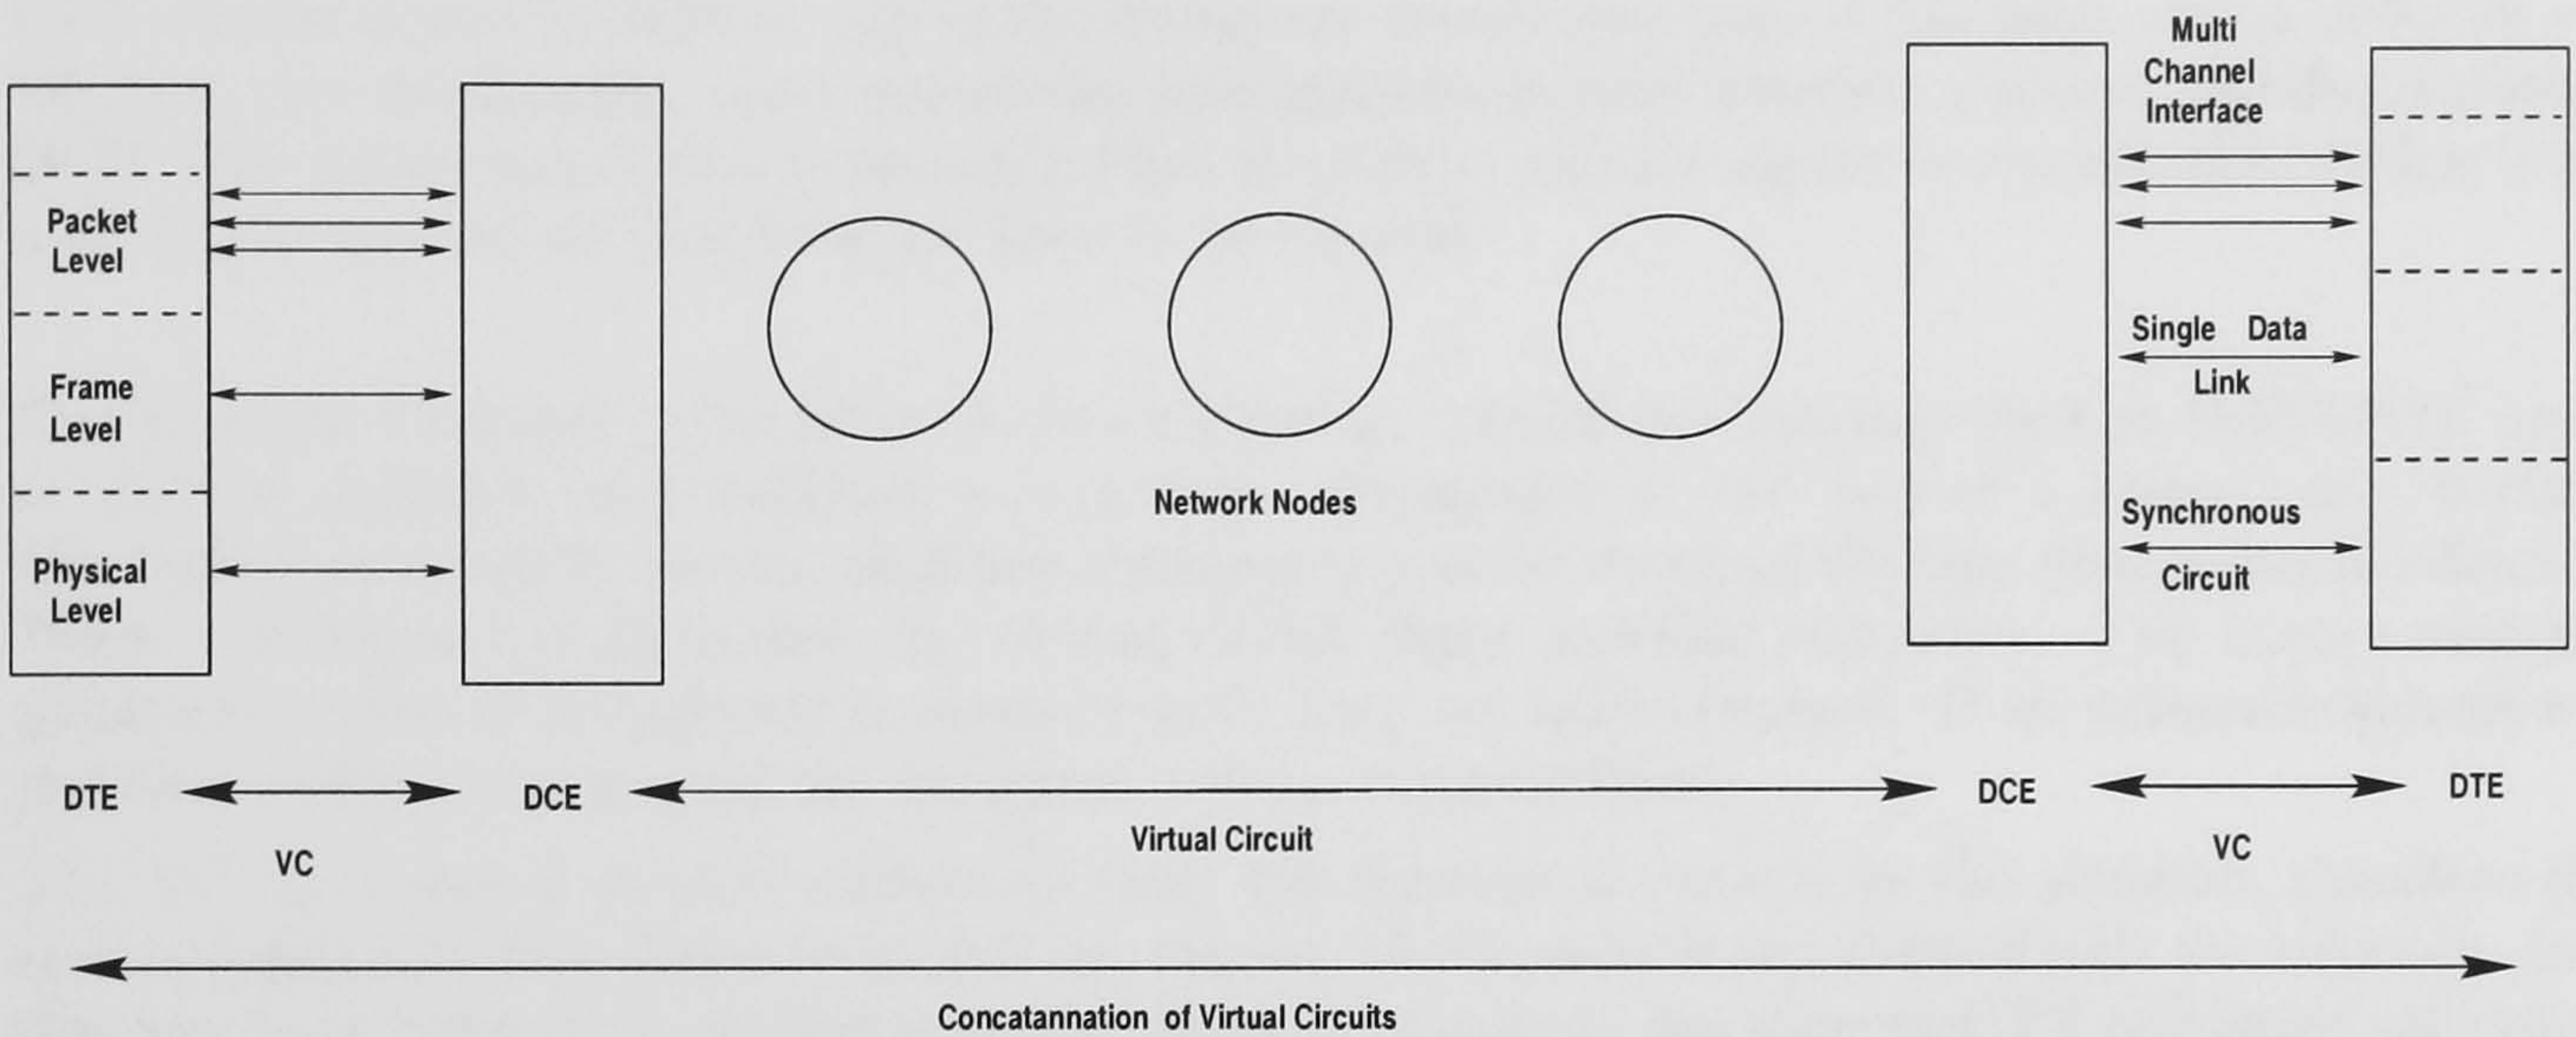 Multi
Channel
Interface
Packet
Level
Single Data
Link
Frame
Level
Network Nodes
Synchronous
Circuit
Physical
Level
DTE
DCE
DCE
DTE
Virtual Circuit
VC
VC
Concatannation of Virtual Circuits